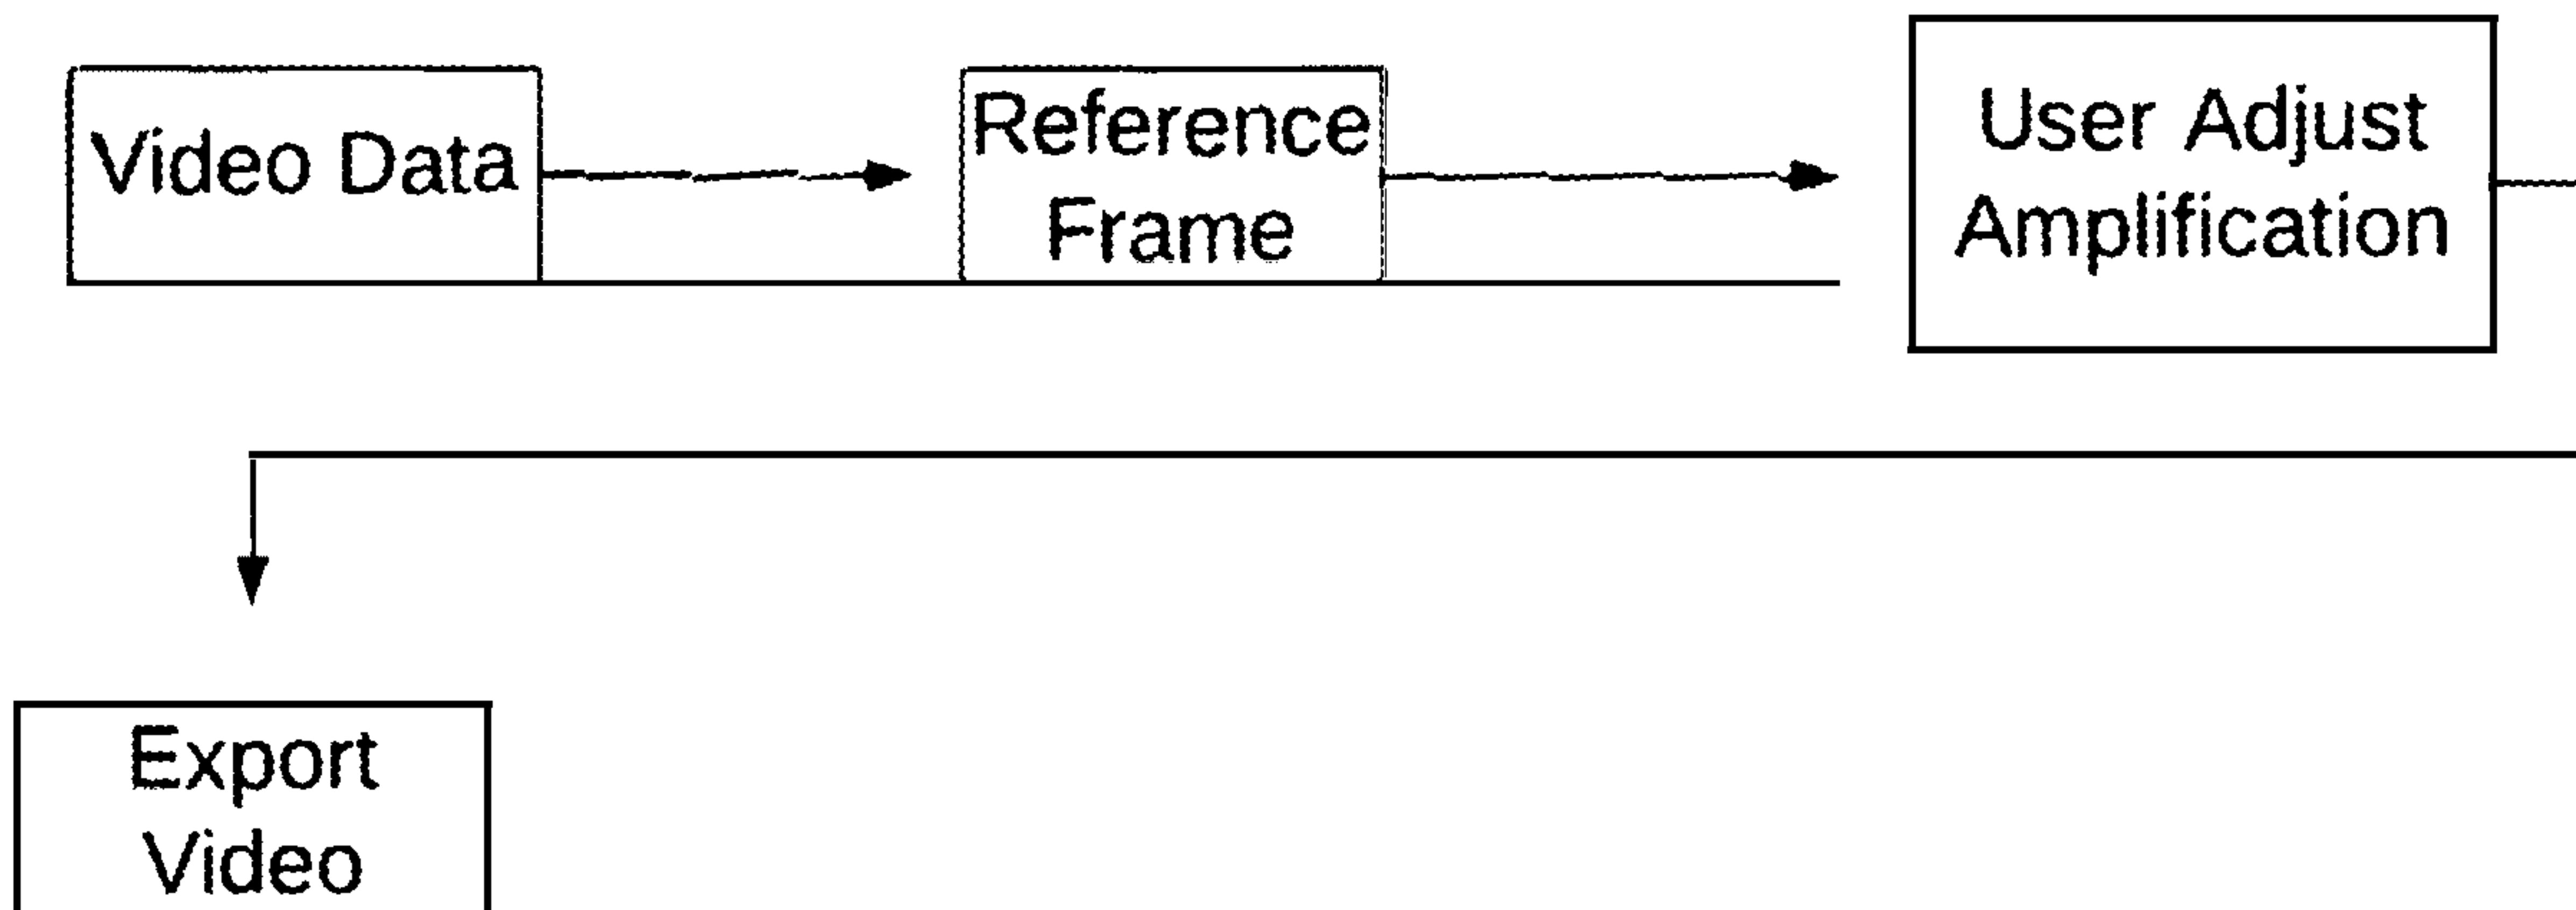 Video Data
Reference
Frame
User Adjust
Amplification
Export
Video